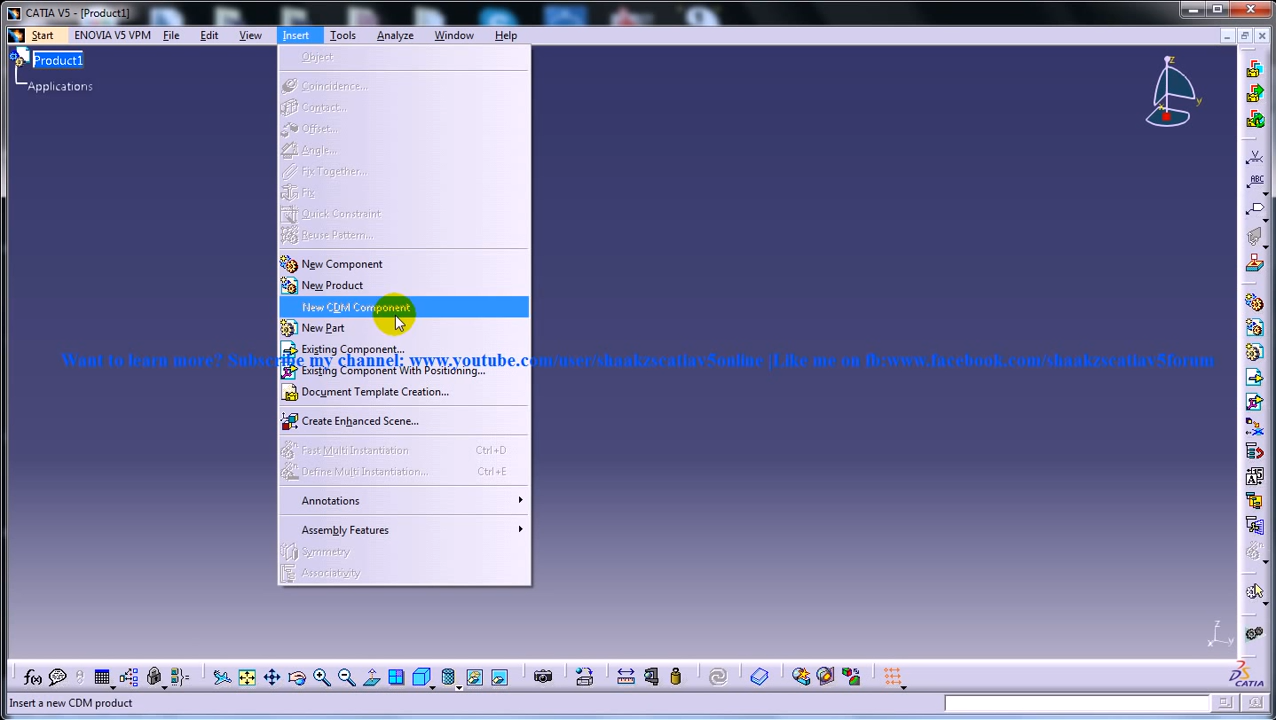 CATIA V5 - [Product1]
Start ENOVIA V5 VPM File Edit View Insert Tools Analyze Window Help
Product1
Applications
Object
Coincidence...
Contact...
Offset...
Angle...
Fix Together...
Fix
Quick Constraint
Reuse Pattern...
New Component
New Product
New CDM Component
New Part
Existing Component...
Want to learn more? Subscribe my channel: www.youtube.com/user/shaakzscatiav5online |Like me on fb:www.facebook.com/shaakzscatiav5forum
Existing Component With Positioning...
Document Template Creation...
Create Enhanced Scene...
Fast Multi Instantiation Ctrl+D
Define Multi Instantiation... Ctrl+E
Annotations
Assembly Features
Symmetry
Associativity
z
y
x
ABC
z
y
f(x)
CATIA
Insert a new CDM product